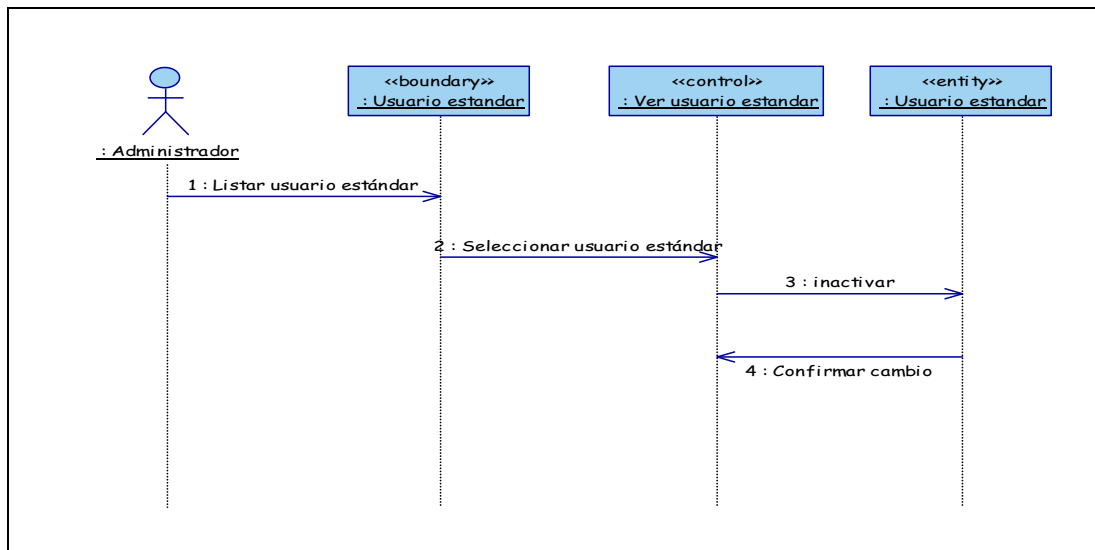 <<boundary>>
: Usuario estandar
<<control>>
: Ver usuario estandar
<<entity>>
: Usuario estandar
: Administrador
1 : Listar usuario estándar
2 : Seleccionar usuario estándar
3 : inactivar
4 : Confirmar cambio